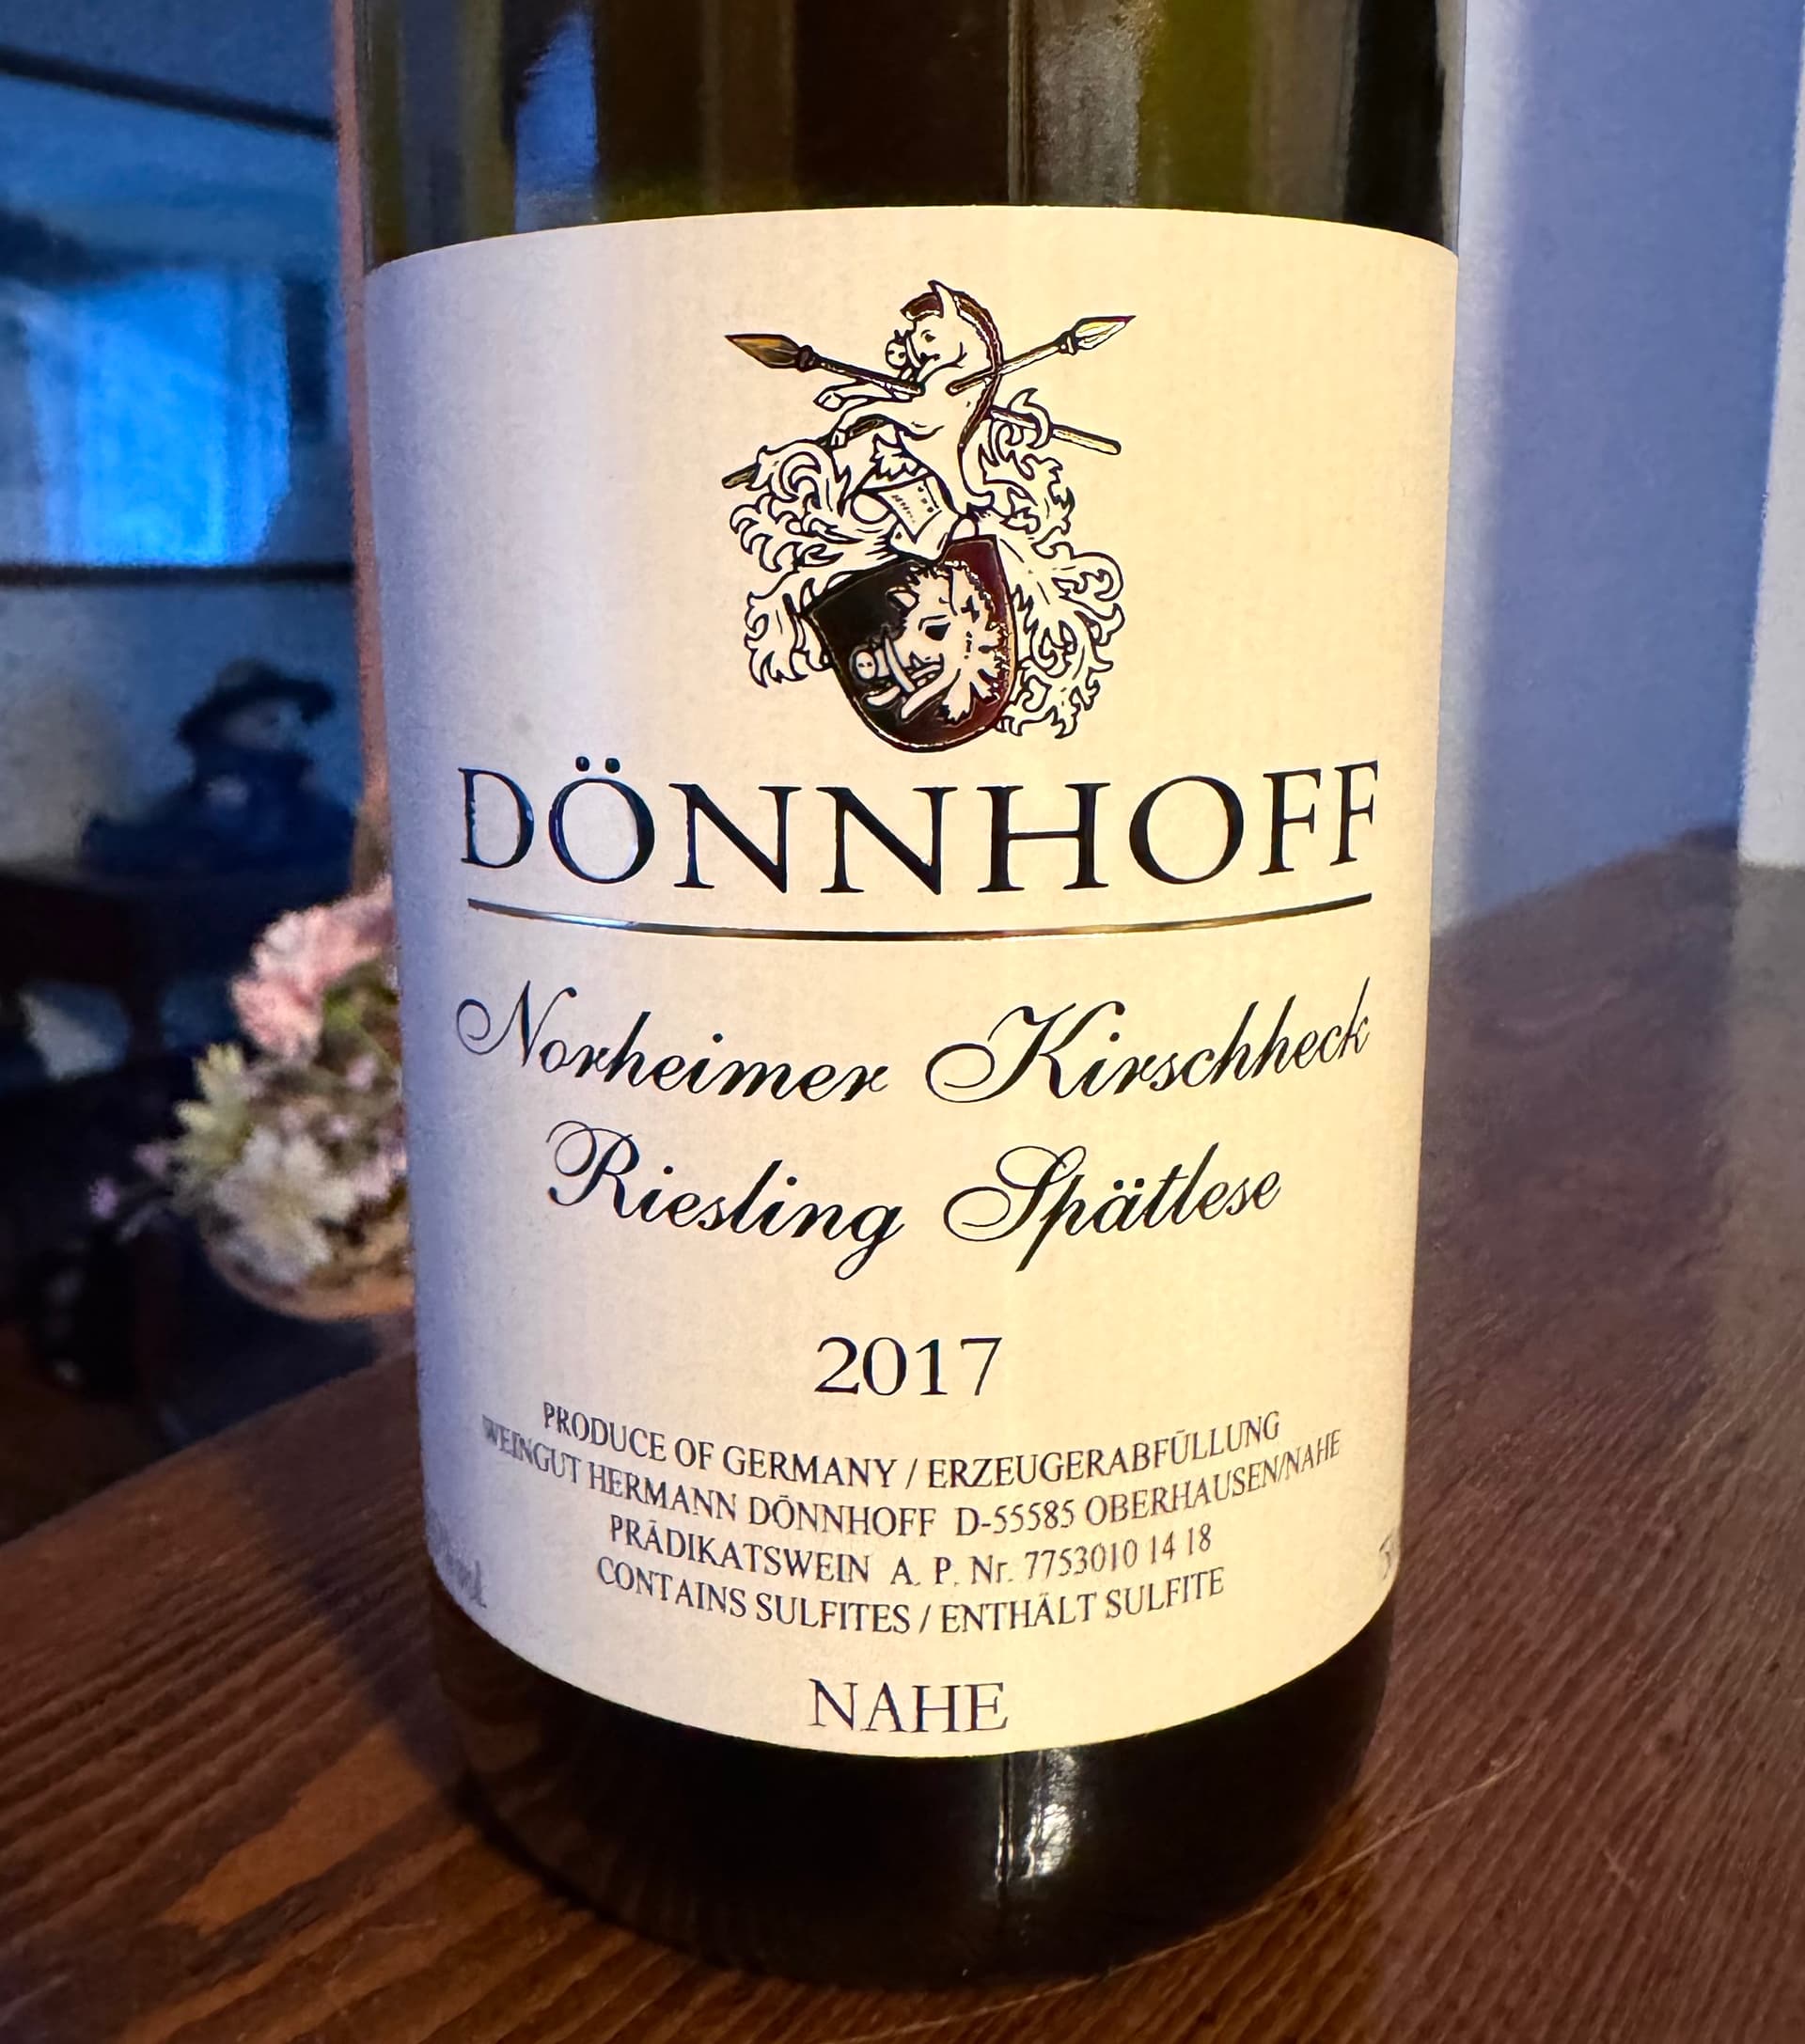 DÖNNHOFF
Norheimer Kirschheck
Riesling Spätlese
2017
PRODUCE OF GERMANY / ERZEUGERABFÜLLUNG
WEINGUT HERMANN DÖNNHOFF D-55585 OBERHAUSEN/NAHE
PRÄDIKATSWEIN A. P. Nr. 7753010 14 18
CONTAINS SULFITES / ENTHÄLT SULFITE
NAHE